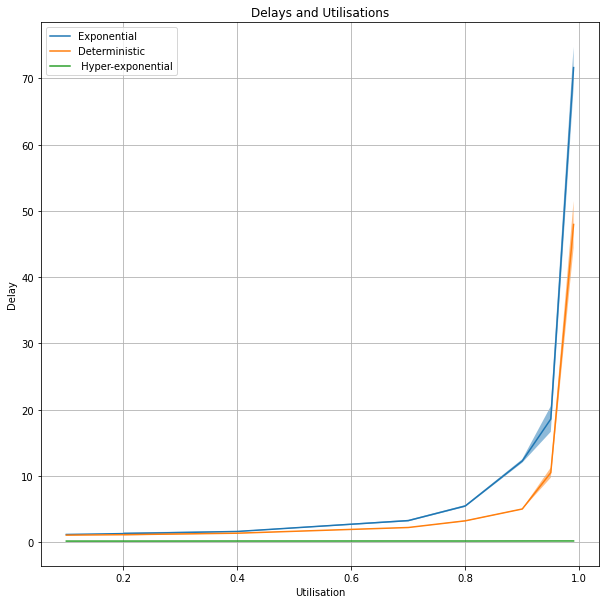 Delays and Utilisations
Exponential
Deterministic
Hyper-exponential
Delay
70
60
50
40
30
20
10
0
0.2 0.4 0.6 0.8 1.0
Utilisation